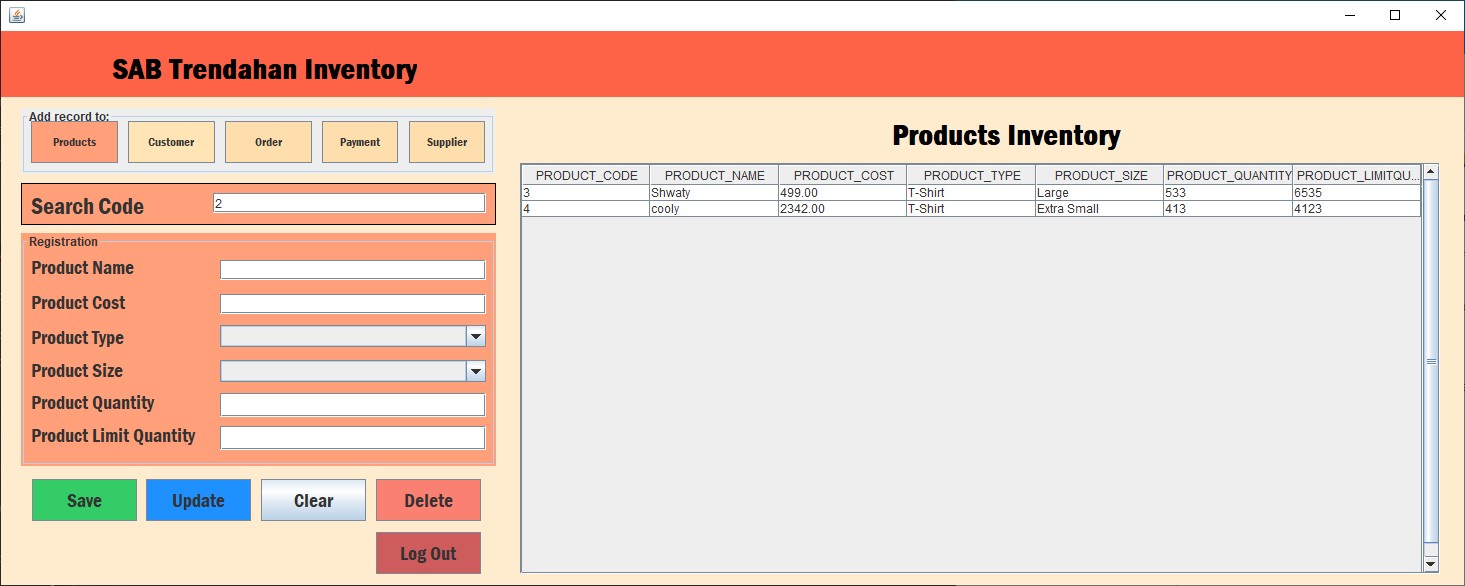 SAB Trendahan Inventory
Add record to:
Products Customer Order Payment Supplier
Search Code 2
Registration
Product Name
Product Cost
Product Type
Product Size
Product Quantity
Product Limit Quantity
Save Update Clear Delete
Log Out
Products Inventory
PRODUCT_CODE PRODUCT_NAME PRODUCT_COST PRODUCT_TYPE PRODUCT_SIZE PRODUCT_QUANTITY PRODUCT_LIMITQU...
3 Shwaty 499.00 T-Shirt Large 533 6535
4 cooly 2342.00 T-Shirt Extra Small 413 4123